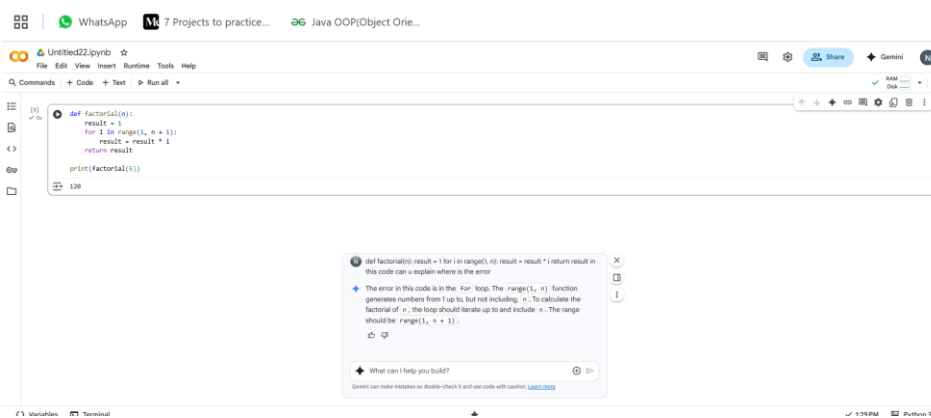 WhatsApp 7 Projects to practice... Java OOP(Object Orie...
Untitled22.ipynb
File Edit View Insert Runtime Tools Help
Share Gemini N
Commands + Code + Text Run all
RAM
Disk
[5] def factorial(n):
0s result = 1
for i in range(1, n + 1):
result = result * i
return result
print(factorial(5))
120
N def factorial(n): result = 1 for i in range(1, n): result = result * i return result in
this code can u explain where is the error
The error in this code is in the for loop. The range(1, n) function
generates numbers from 1 up to, but not including, n. To calculate the
factorial of n, the loop should iterate up to and include n. The range
should be range(1, n + 1).
What can I help you build?
Gemini can make mistakes so double-check it and use code with caution. Learn more
Variables Terminal 1:29 PM Python 3